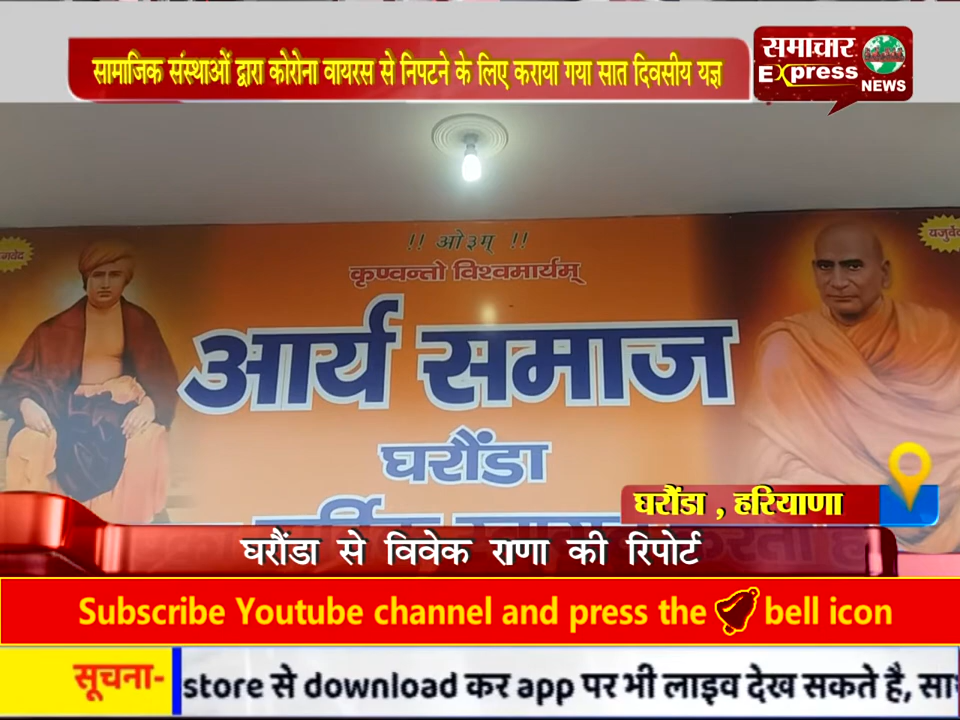 सामाजिक संस्थाओं द्वारा कोरोना वायरस से निपटने के लिए कराया गया सात दिवसीय यज्ञ
समाचार
Express
NEWS
!! ओ३म् !!
यजुर्वेद
कृण्वन्तो विश्वमार्यम्
आर्य समाज
घरौंडा
घरौंडा , हरियाणा
घरौंडा से विवेक राणा की रिपोर्ट
Subscribe Youtube channel and press the bell icon
सूचना- store से download कर app पर भी लाइव देख सकते है,